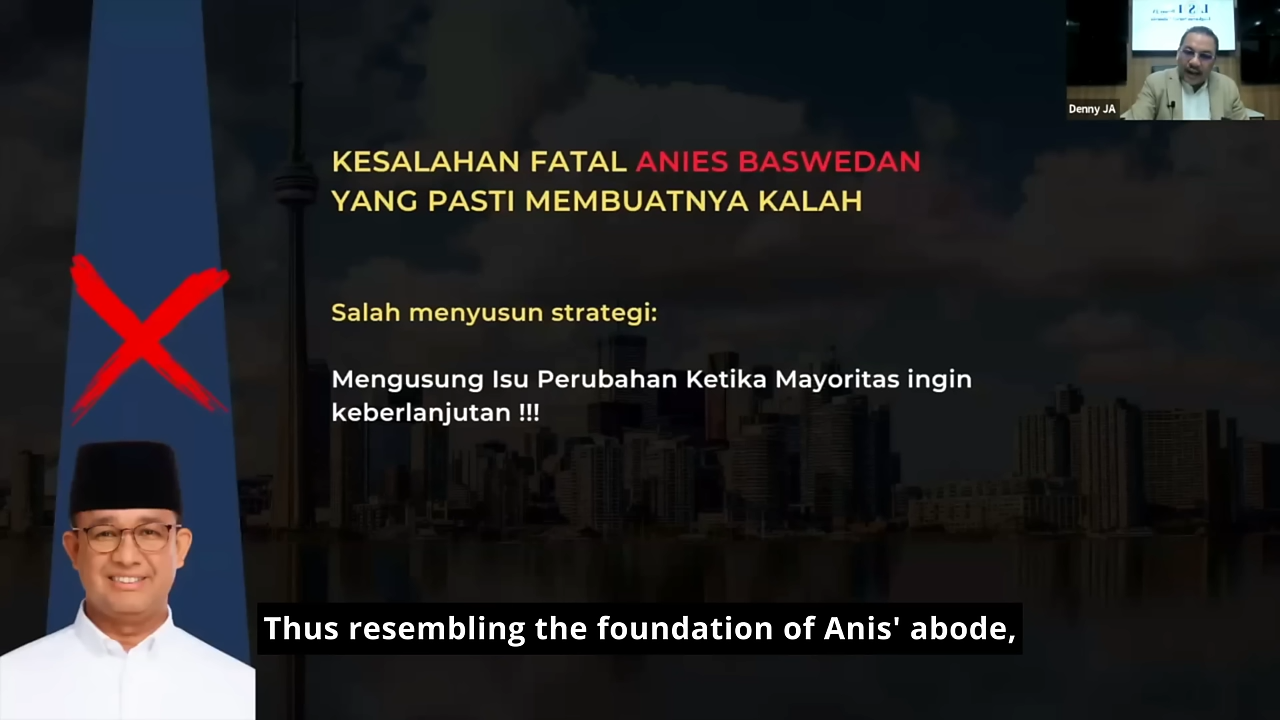 KESALAHAN FATAL ANIES BASWEDAN
YANG PASTI MEMBUATNYA KALAH
Salah menyusun strategi:
Mengusung Isu Perubahan Ketika Mayoritas ingin
keberlanjutan !!!
Denny JA
Thus resembling the foundation of Anis' abode,